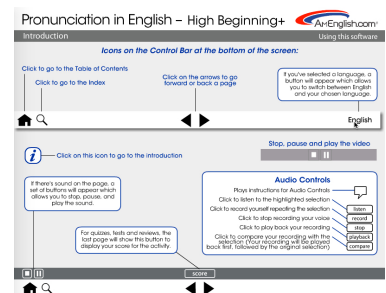 Pronunciation in English – High Beginning+
AMEnglish.com®
Introduction
Using this software
Icons on the Control Bar at the bottom of the screen:
Click to go to the Table of Contents
Click to go to the Index
Click on the arrows to go
forward or back a page
If you've selected a language, a
button will appear which allows
you to switch between English
and your chosen language.
English
Stop, pause and play the video
i
Click on this icon to go to the introduction
If there's sound on the page, a
set of buttons will appear which
allows you to stop, pause, and
play the sound.
For quizzes, tests and reviews, the
last page will show this button to
display your score for the activity.
Audio Controls
Plays instructions for Audio Controls
Click to listen to the highlighted selection
listen
Click to record yourself repeating the selection
record
Click to stop recording your voice
stop
Click to play back your recording
playback
Click to compare your recording with the
selection (Your recording will be played
back first, followed by the original selection)
compare
score